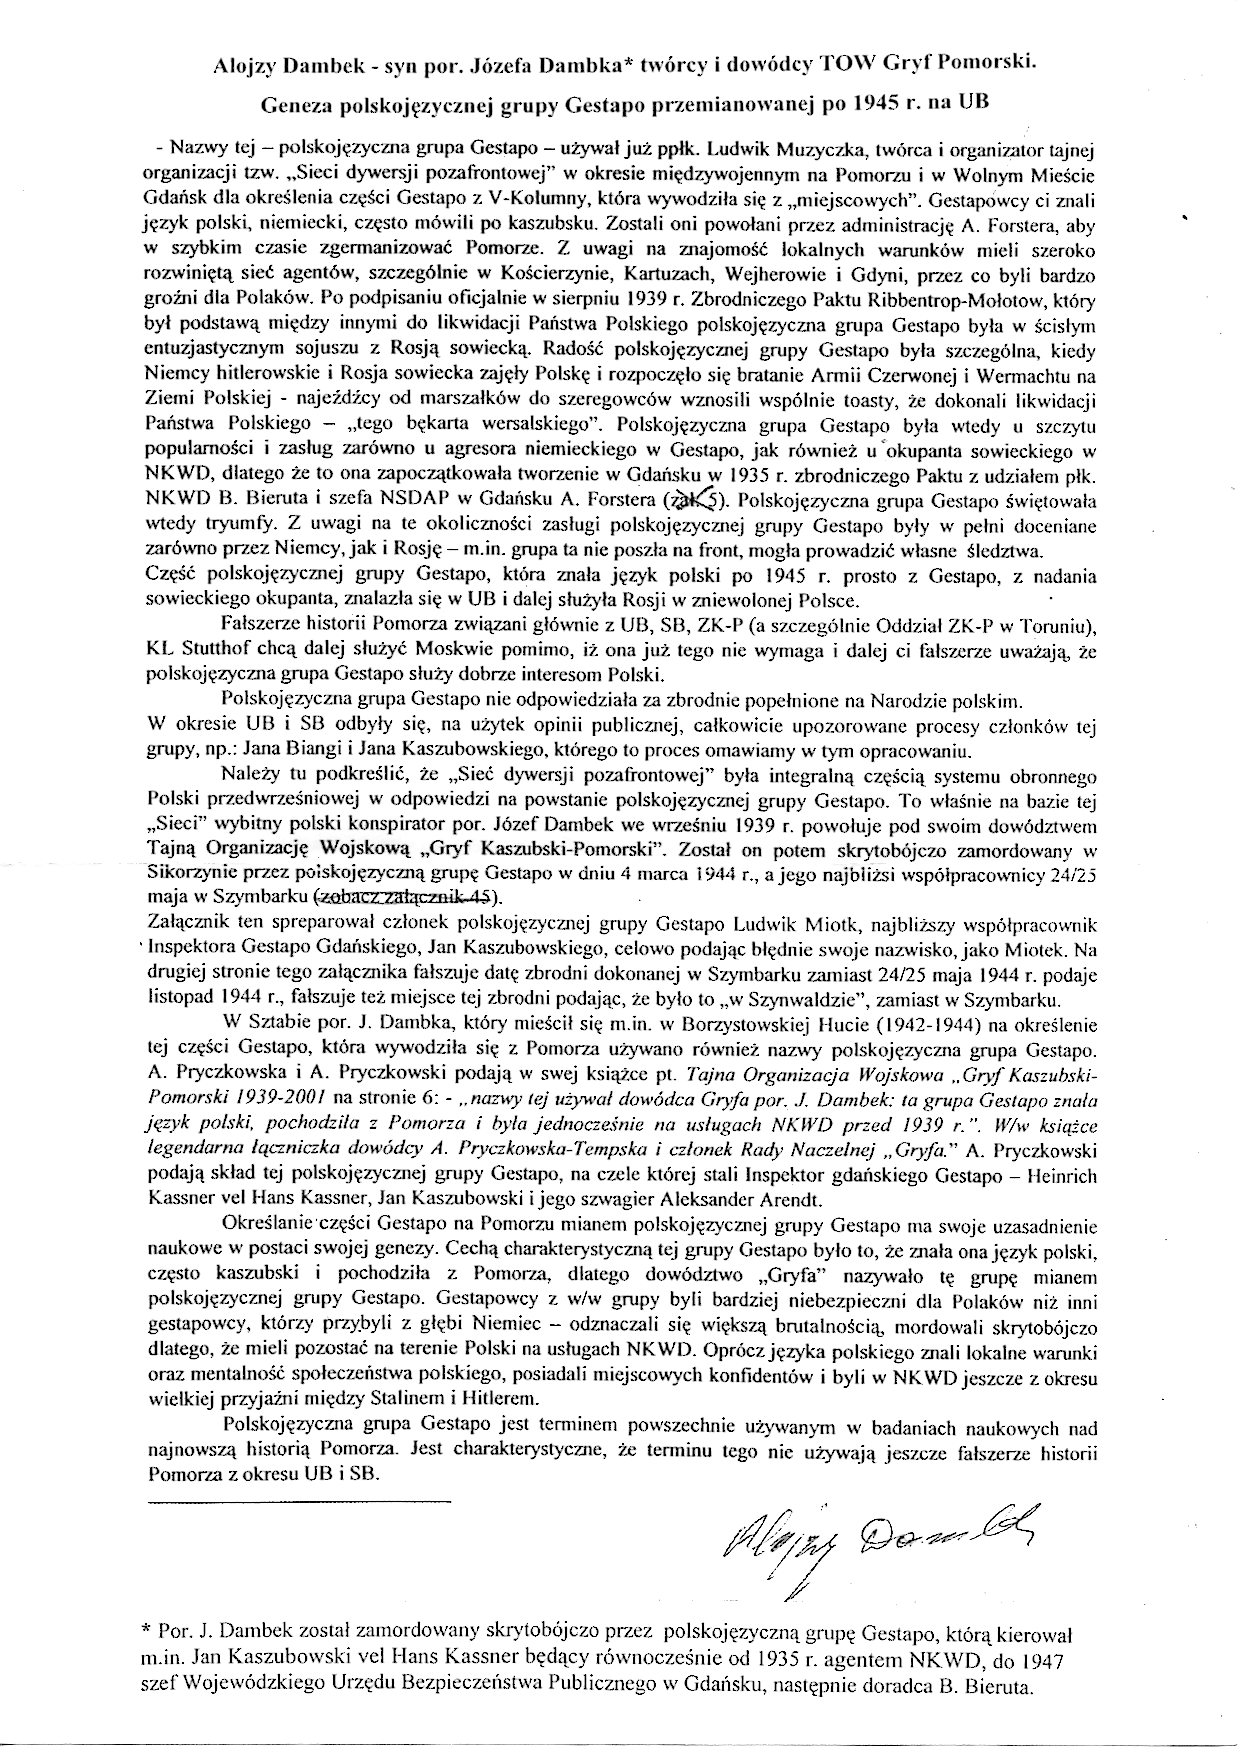 Alojzy Dambek - syn por. Józefa Dambka* twórcy i dowódcy TOW Gryf Pomorski.
Geneza polskojęzycznej grupy Gestapo przemianowanej po 1945 r. na UB
- Nazwy tej – polskojęzyczna grupa Gestapo – używał już ppłk. Ludwik Muzyczka, twórca i organizator tajnej
organizacji tzw. „Sieci dywersji pozafrontowej” w okresie międzywojennym na Pomorzu i w Wolnym Mieście
Gdańsk dla określenia części Gestapo z V-Kolumny, która wywodziła się z „miejscowych”. Gestapowcy ci znali
język polski, niemiecki, często mówili po kaszubsku. Zostali oni powołani przez administrację A. Forstera, aby
w szybkim czasie zgermanizować Pomorze. Z uwagi na znajomość lokalnych warunków mieli szeroko
rozwiniętą sieć agentów, szczególnie w Kościerzynie, Kartuzach, Wejherowie i Gdyni, przez co byli bardzo
groźni dla Polaków. Po podpisaniu oficjalnie w sierpniu 1939 r. Zbrodniczego Paktu Ribbentrop-Mołotow, który
był podstawą między innymi do likwidacji Państwa Polskiego polskojęzyczna grupa Gestapo była w ścisłym
entuzjastycznym sojuszu z Rosją sowiecką. Radość polskojęzycznej grupy Gestapo była szczególna, kiedy
Niemcy hitlerowskie i Rosja sowiecka zajęły Polskę i rozpoczęło się bratanie Armii Czerwonej i Wermachtu na
Ziemi Polskiej - najeźdźcy od marszałków do szeregowców wznosili wspólnie toasty, że dokonali likwidacji
Państwa Polskiego – „tego bękarta wersalskiego”. Polskojęzyczna grupa Gestapo była wtedy u szczytu
popularności i zasług zarówno u agresora niemieckiego w Gestapo, jak również u okupanta sowieckiego w
NKWD, dlatego że to ona zapoczątkowała tworzenie w Gdańsku w 1935 r. zbrodniczego Paktu z udziałem płk.
NKWD B. Bieruta i szefa NSDAP w Gdańsku A. Forstera ( ). Polskojęzyczna grupa Gestapo świętowała
wtedy tryumfy. Z uwagi na te okoliczności zasługi polskojęzycznej grupy Gestapo były w pełni doceniane
zarówno przez Niemcy, jak i Rosję – m.in. grupa ta nie poszła na front, mogła prowadzić własne śledztwa.
Część polskojęzycznej grupy Gestapo, która znała język polski po 1945 r. prosto z Gestapo, z nadania
sowieckiego okupanta, znalazła się w UB i dalej służyła Rosji w zniewolonej Polsce.
Fałszerze historii Pomorza związani głównie z UB, SB, ZK-P (a szczególnie Oddział ZK-P w Toruniu),
KL Stutthof chcą dalej służyć Moskwie pomimo, iż ona już tego nie wymaga i dalej ci fałszerze uważają, że
polskojęzyczna grupa Gestapo służy dobrze interesom Polski.
Polskojęzyczna grupa Gestapo nie odpowiedziała za zbrodnie popełnione na Narodzie polskim.
W okresie UB i SB odbyły się, na użytek opinii publicznej, całkowicie upozorowane procesy członków tej
grupy, np.: Jana Biangi i Jana Kaszubowskiego, którego to proces omawiamy w tym opracowaniu.
Należy tu podkreślić, że „Sieć dywersji pozafrontowej” była integralną częścią systemu obronnego
Polski przedwrześniowej w odpowiedzi na powstanie polskojęzycznej grupy Gestapo. To właśnie na bazie tej
„Sieci” wybitny polski konspirator por. Józef Dambek we wrześniu 1939 r. powołuje pod swoim dowództwem
Tajną Organizację Wojskową „Gryf Kaszubski-Pomorski”. Został on potem skrytobójczo zamordowany w
Sikorzynie przez polskojęzyczną grupę Gestapo w dniu 4 marca 1944 r., a jego najbliżsi współpracownicy 24/25
maja w Szymbarku (zobacz załącznik 45).
Załącznik ten spreparował członek polskojęzycznej grupy Gestapo Ludwik Miotk, najbliższy współpracownik
Inspektora Gestapo Gdańskiego, Jan Kaszubowskiego, celowo podając błędnie swoje nazwisko, jako Miotek. Na
drugiej stronie tego załącznika fałszuje datę zbrodni dokonanej w Szymbarku zamiast 24/25 maja 1944 r. podaje
listopad 1944 r., fałszuje też miejsce tej zbrodni podając, że było to „w Szynwaldzie”, zamiast w Szymbarku.
W Sztabie por. J. Dambka, który mieścił się m.in. w Borzystowskiej Hucie (1942-1944) na określenie
tej części Gestapo, która wywodziła się z Pomorza używano również nazwy polskojęzyczna grupa Gestapo.
A. Pryczkowska i A. Pryczkowski podają w swej książce pt. Tajna Organizacja Wojskowa „Gryf Kaszubski-
Pomorski 1939-2001 na stronie 6: - „nazwy tej używał dowódca Gryfa por. J. Dambek: ta grupa Gestapo znała
język polski, pochodziła z Pomorza i była jednocześnie na usługach NKWD przed 1939 r.”. W/w książce
legendarna łączniczka dowódcy A. Pryczkowska-Tempska i członek Rady Naczelnej „Gryfa.” A. Pryczkowski
podają skład tej polskojęzycznej grupy Gestapo, na czele której stali Inspektor gdańskiego Gestapo – Heinrich
Kassner vel Hans Kassner, Jan Kaszubowski i jego szwagier Aleksander Arendt.
Określanie części Gestapo na Pomorzu mianem polskojęzycznej grupy Gestapo ma swoje uzasadnienie
naukowe w postaci swojej genezy. Cechą charakterystyczną tej grupy Gestapo było to, że znała ona język polski,
często kaszubski i pochodziła z Pomorza, dlatego dowództwo „Gryfa” nazywało tę grupę mianem
polskojęzycznej grupy Gestapo. Gestapowcy z w/w grupy byli bardziej niebezpieczni dla Polaków niż inni
gestapowcy, którzy przybyli z głębi Niemiec – odznaczali się większą brutalnością, mordowali skrytobójczo
dlatego, że mieli pozostać na terenie Polski na usługach NKWD. Oprócz języka polskiego znali lokalne warunki
oraz mentalność społeczeństwa polskiego, posiadali miejscowych konfidentów i byli w NKWD jeszcze z okresu
wielkiej przyjaźni między Stalinem i Hitlerem.
Polskojęzyczna grupa Gestapo jest terminem powszechnie używanym w badaniach naukowych nad
najnowszą historią Pomorza. Jest charakterystyczne, że terminu tego nie używają jeszcze fałszerze historii
Pomorza z okresu UB i SB.
Alojzy Dambek
* Por. J. Dambek został zamordowany skrytobójczo przez polskojęzyczną grupę Gestapo, którą kierował
m.in. Jan Kaszubowski vel Hans Kassner będący równocześnie od 1935 r. agentem NKWD, do 1947
szef Wojewódzkiego Urzędu Bezpieczeństwa Publicznego w Gdańsku, następnie doradca B. Bieruta.